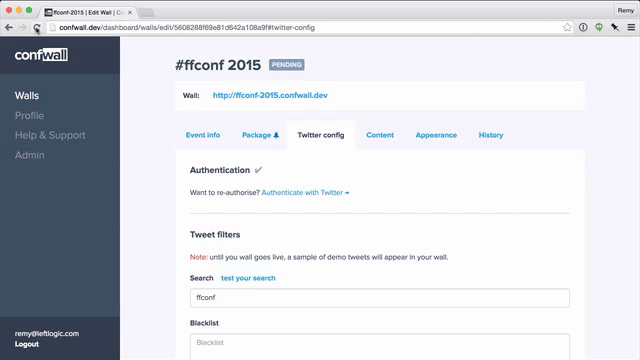 ffconf-2015 | Edit Wall | Co
Remy
confwall.dev/dashboard/walls/edit/5608288f69e81d642a108a9f#twitter-config
confwall
Walls
Profile
Help & Support
Admin
remy@leftlogic.com
Logout
#ffconf 2015 PENDING
Wall: http://ffconf-2015.confwall.dev
Event info Package Twitter config Content Appearance History
Authentication ✓
Want to re-authorise? Authenticate with Twitter →
Tweet filters
Note: until you wall goes live, a sample of demo tweets will appear in your wall.
Search test your search
ffconf
Blacklist
Blacklist